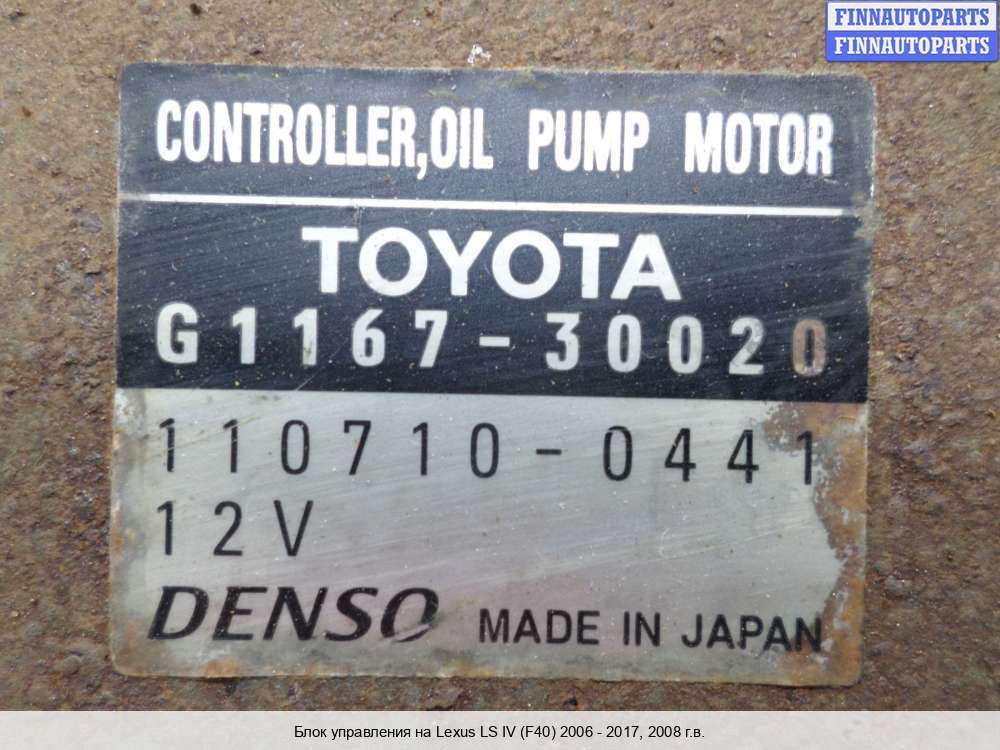 FINNAUTOPARTS
FINNAUTOPARTS
CONTROLLER,OIL PUMP MOTOR
TOYOTA
G1167-30020
110710-0441
12V
DENSO MADE IN JAPAN
Блок управления на Lexus LS IV (F40) 2006 - 2017, 2008 г.в.